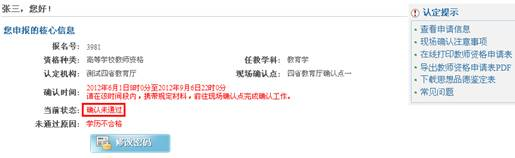 张三，您好！
您申报的核心信息
报名号： 3981
资格种类： 高等学校教师资格 任教学科： 教育学
认定机构： 测试四省教育厅 现场确认点： 四省教育厅确认点一
确认时间： 2012年6月1日8时0分至2012年9月6日22时0分
请在该时间段内，携带规定材料，前往现场确认点完成确认工作。
当前状态： 确认未通过
未通过原因： 学历不合格
修改密码
认定提示
查看申请信息
现场确认注意事项
在线打印教师资格申请表
导出教师资格申请表PDF
下载思想品德鉴定表
常见问题